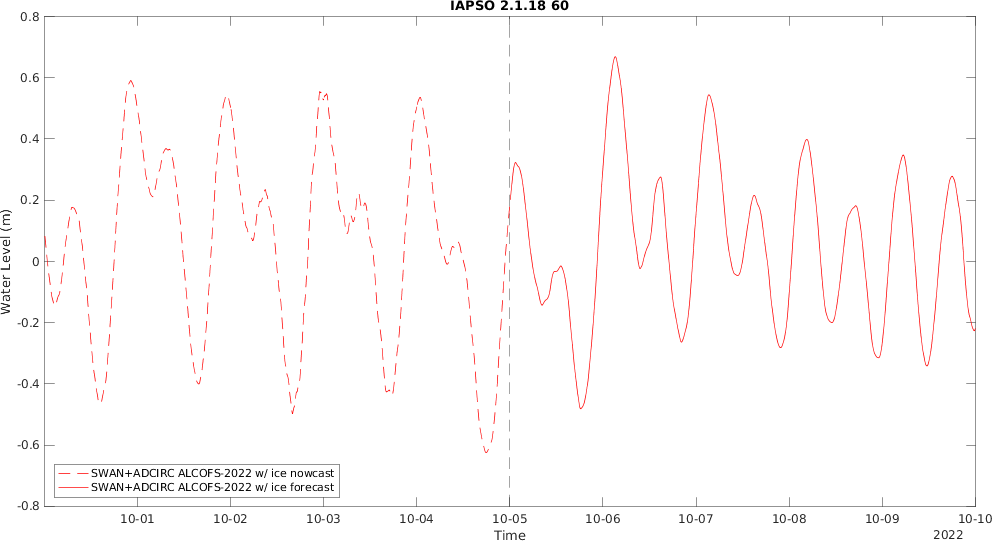 IAPSO 2.1.18 60
0.8
0.6
0.4
0.2
0
-0.2
-0.4
-0.6
-0.8
Water Level (m)
SWAN+ADCIRC ALCOFS-2022 w/ ice nowcast
SWAN+ADCIRC ALCOFS-2022 w/ ice forecast
10-01 10-02 10-03 10-04 10-05 10-06 10-07 10-08 10-09 10-10
Time
2022